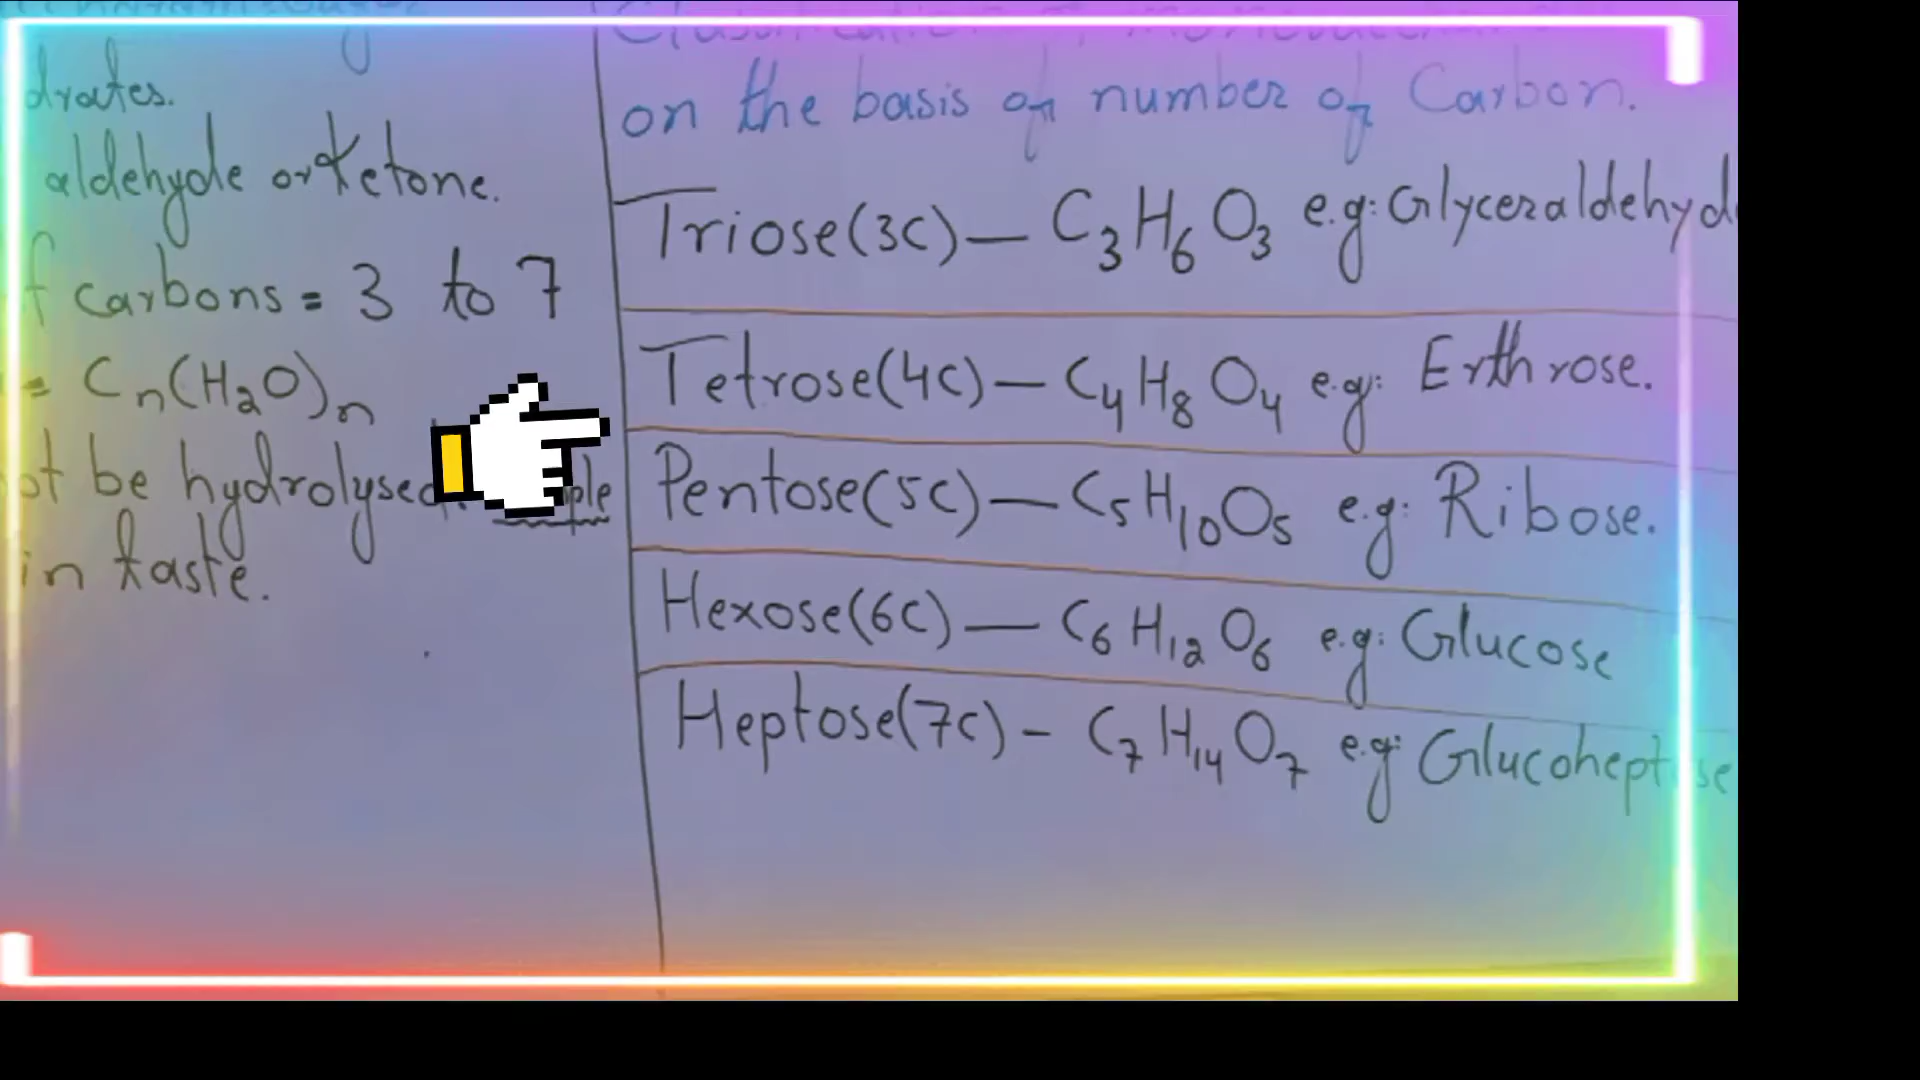 drates.
aldehyde or Ketone.
f carbons = 3 to 7
= Cn(H2O)n
be hydrolysed.
in taste.
on the basis of number of Carbon.
Triose(3C) — C3H6O3 e.g: Glyceraldehyd
Tetrose(4C) — C4H8O4 e.g: Erthrose.
Pentose(5C) — C5H10O5 e.g: Ribose.
Hexose(6C) — C6H12O6 e.g: Glucose
Heptose(7C) - C7H14O7 e.g: Glucoheptose